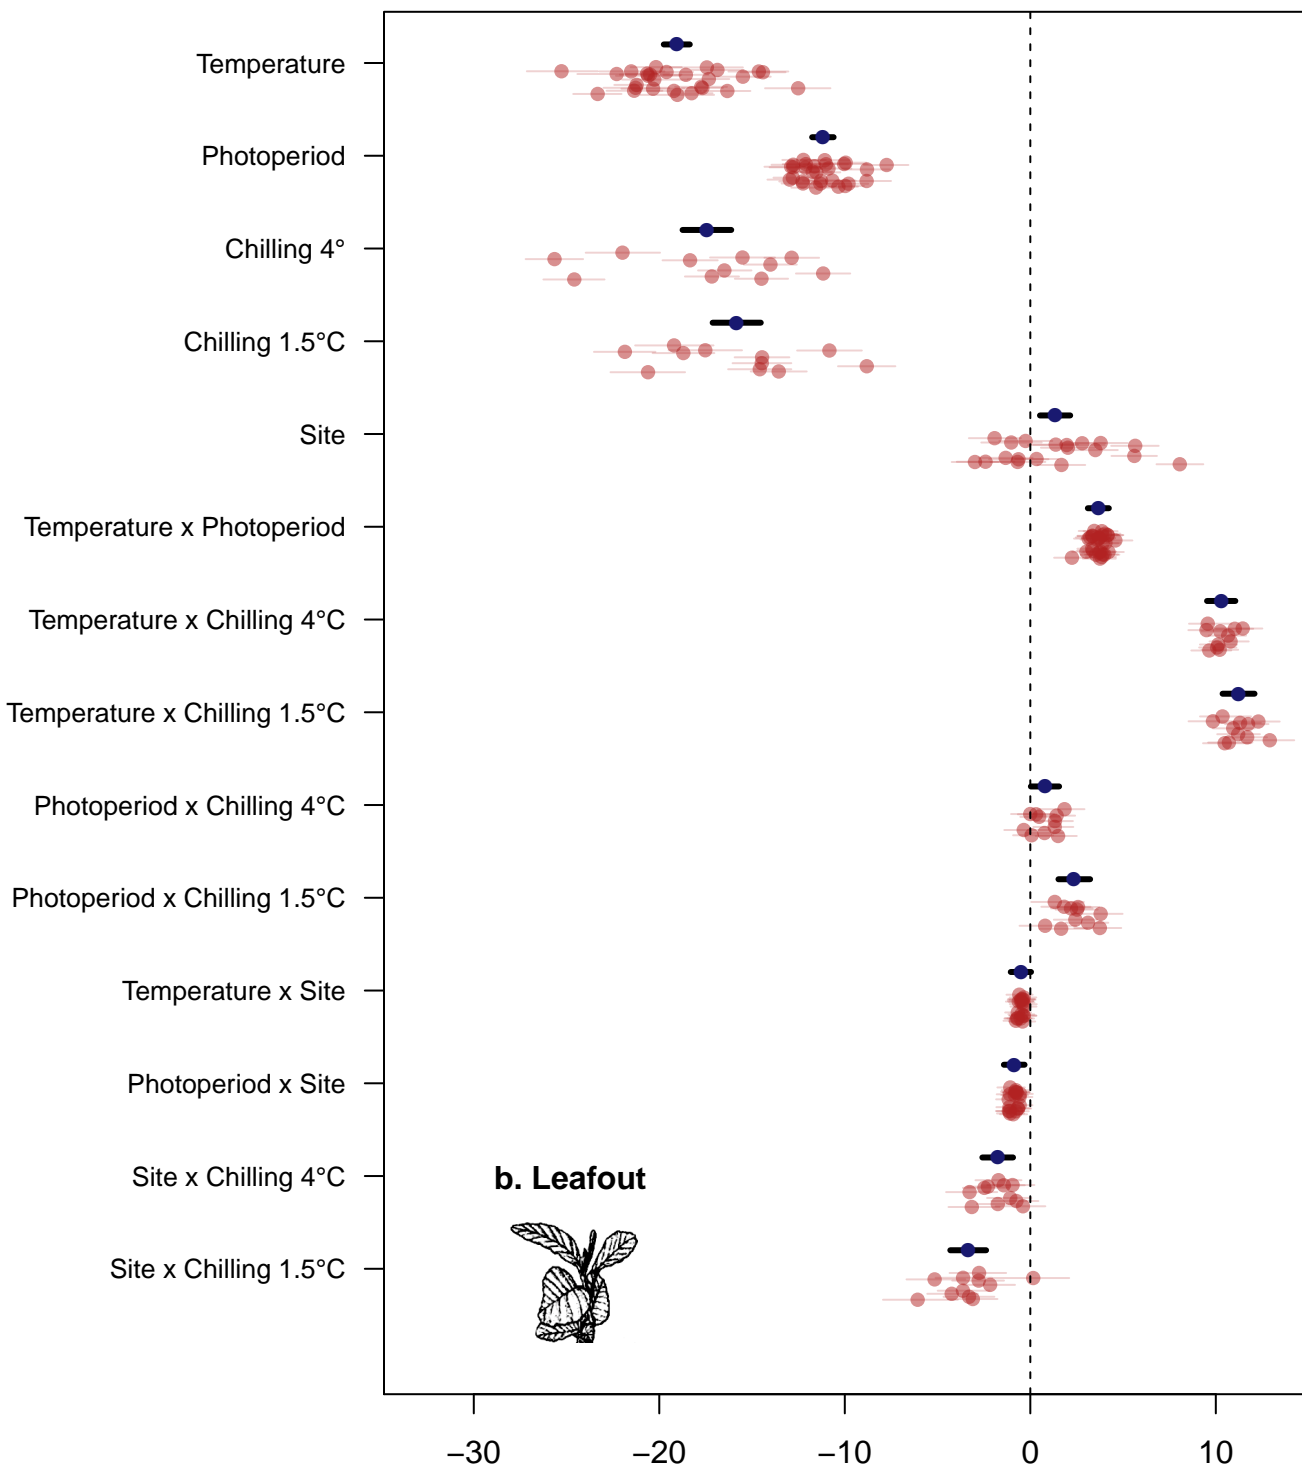 Temperature
Photoperiod
Chilling 4°
Chilling 1.5°C
Site
Temperature x Photoperiod
Temperature x Chilling 4°C
Temperature x Chilling 1.5°C
Photoperiod x Chilling 4°C
Photoperiod x Chilling 1.5°C
Temperature x Site
Photoperiod x Site
Site x Chilling 4°C
b. Leafout
Site x Chilling 1.5°C
−30 −20 −10 0 10